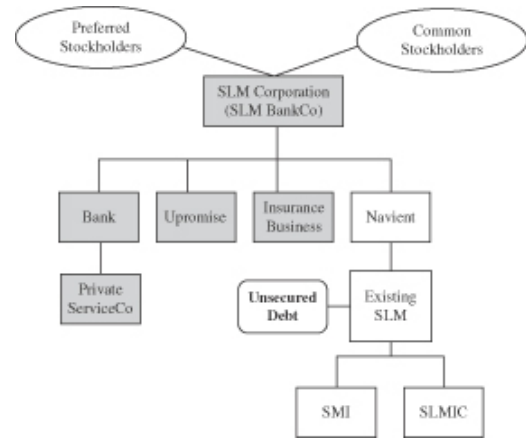 Preferred
Stockholders
Common
Stockholders
SLM Corporation
(SLM BankCo)
Bank
Upromise
Insurance
Business
Navient
Private
ServiceCo
Unsecured
Debt
Existing
SLM
SMI
SLMIC